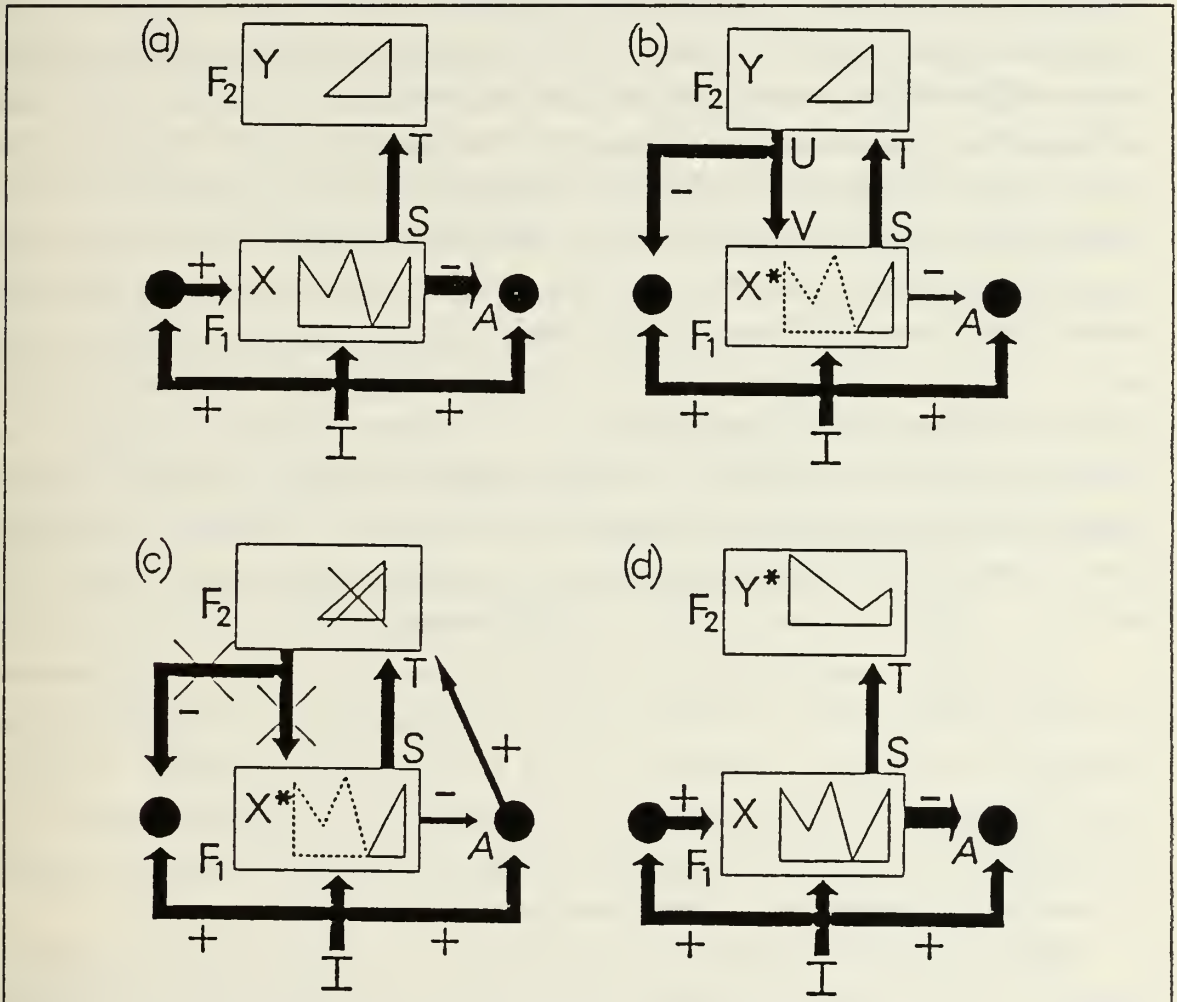 (a)
Y
F₂
T
S
+
X
-
F₁
A
+
+
I
(b)
Y
F₂
U
T
-
V
S
X*
-
F₁
A
+
+
I
(c)
F₂
T
-
+
S
X*
-
F₁
A
+
+
I
(d)
Y*
F₂
T
S
+
X
-
F₁
A
+
+
I